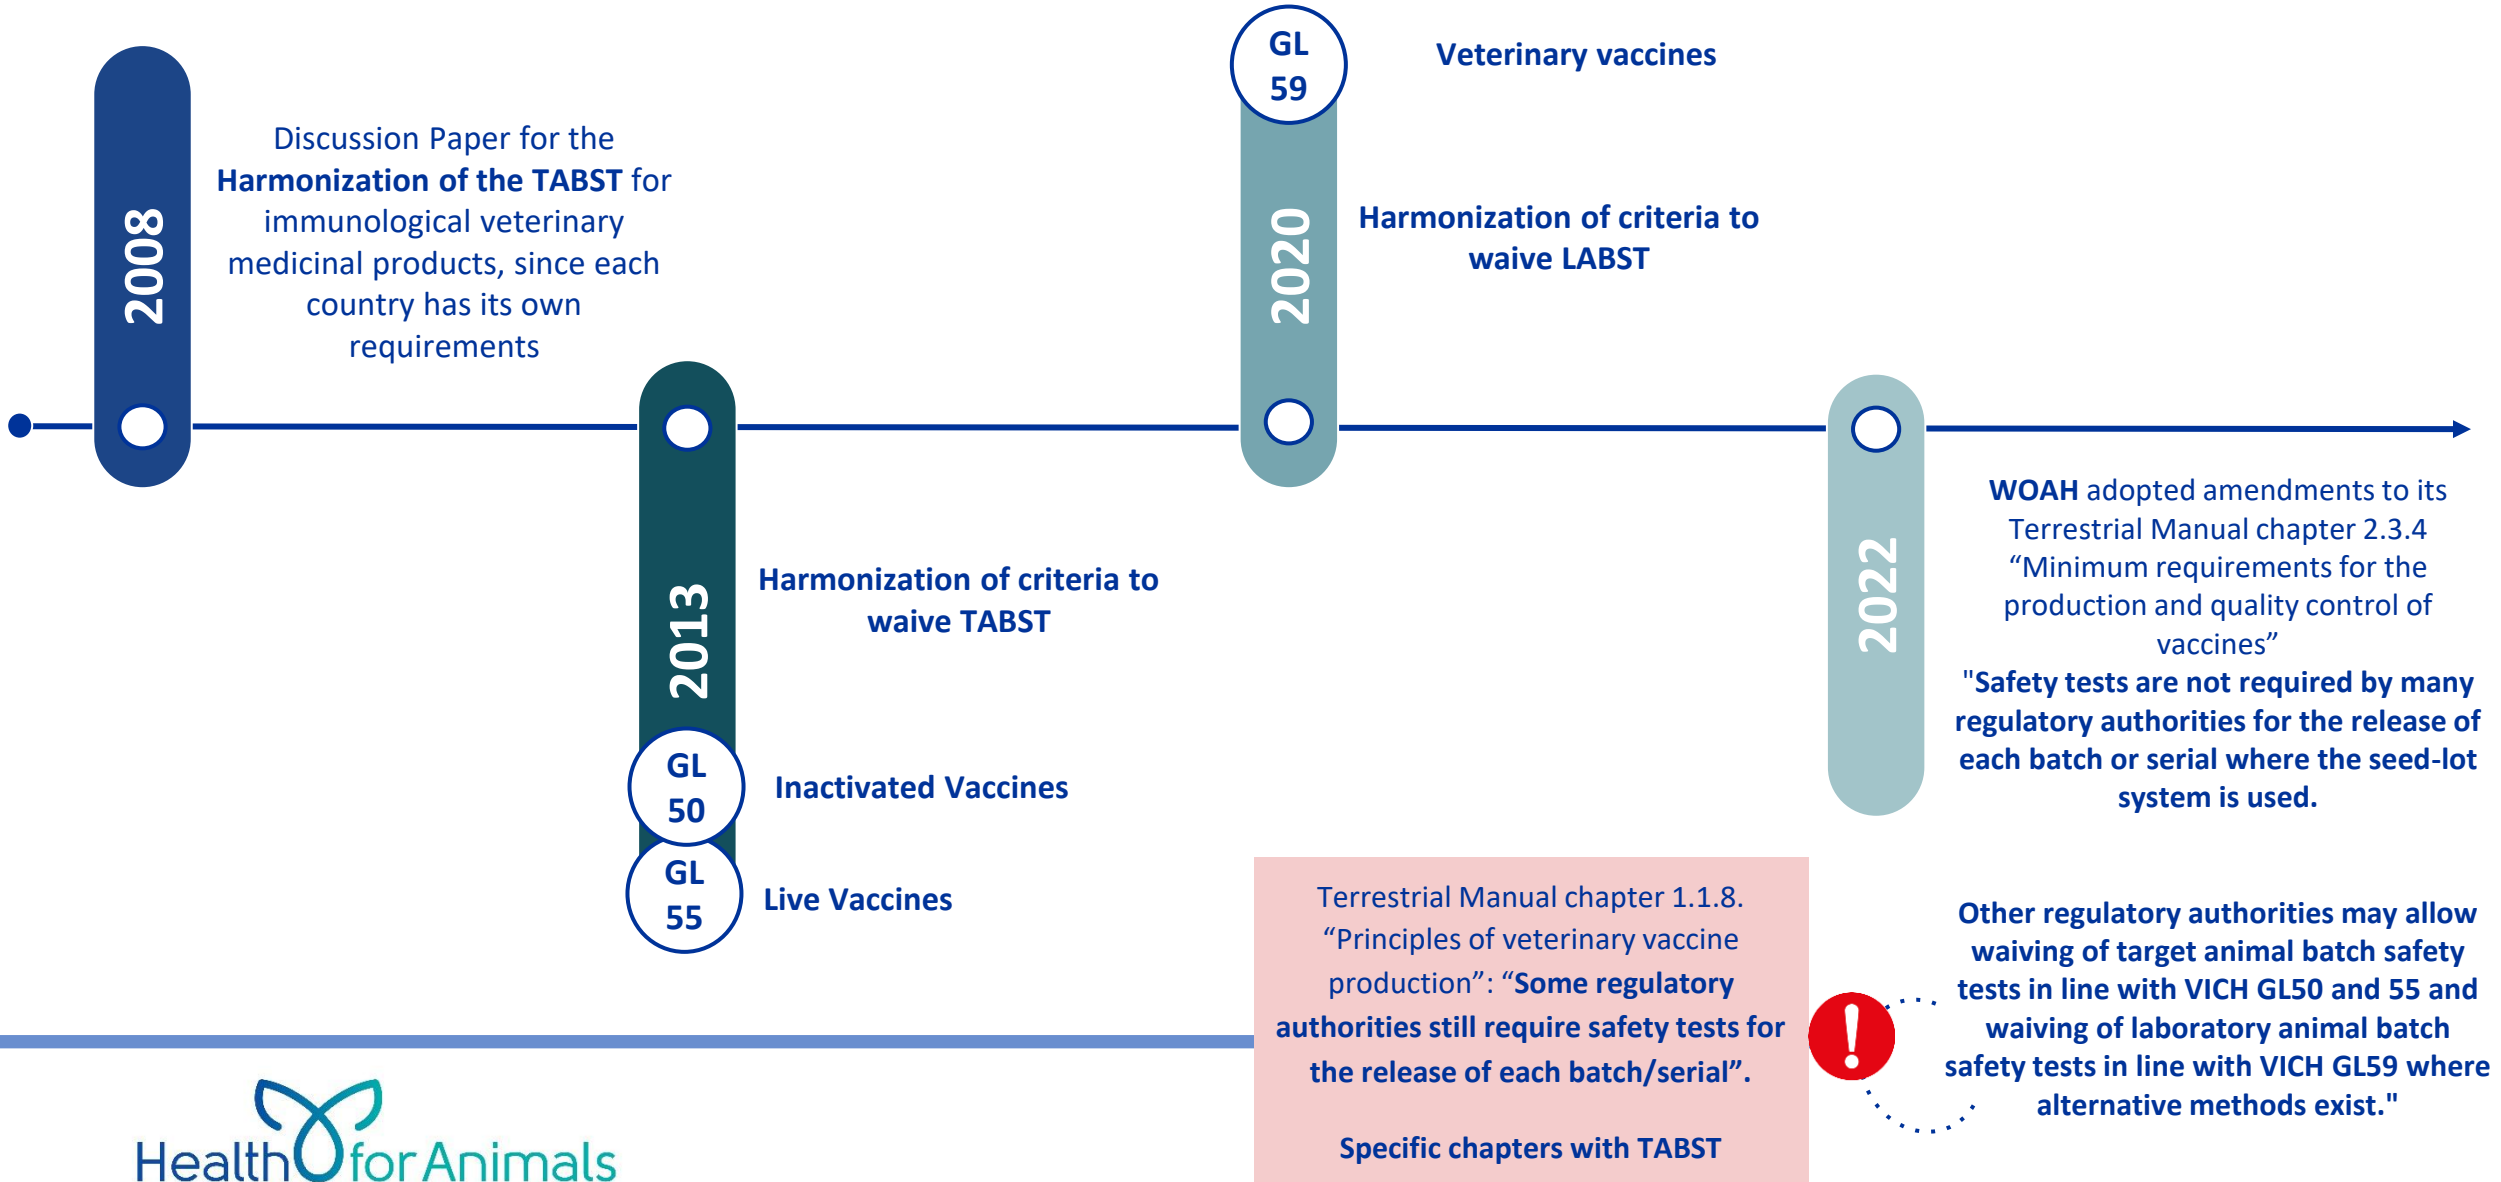 2008
Discussion Paper for the
Harmonization of the TABST for
immunological veterinary
medicinal products, since each
country has its own
requirements
2013
Harmonization of criteria to
waive TABST
GL
50
Inactivated Vaccines
GL
55
Live Vaccines
GL
59
Veterinary vaccines
2020
Harmonization of criteria to
waive LABST
2022
WOAH adopted amendments to its
Terrestrial Manual chapter 2.3.4
“Minimum requirements for the
production and quality control of
vaccines”
"Safety tests are not required by many
regulatory authorities for the release of
each batch or serial where the seed-lot
system is used.
Other regulatory authorities may allow
waiving of target animal batch safety
tests in line with VICH GL50 and 55 and
waiving of laboratory animal batch
safety tests in line with VICH GL59 where
alternative methods exist."
Terrestrial Manual chapter 1.1.8.
“Principles of veterinary vaccine
production”: “Some regulatory
authorities still require safety tests for
the release of each batch/serial”.
Specific chapters with TABST
!
Health for Animals